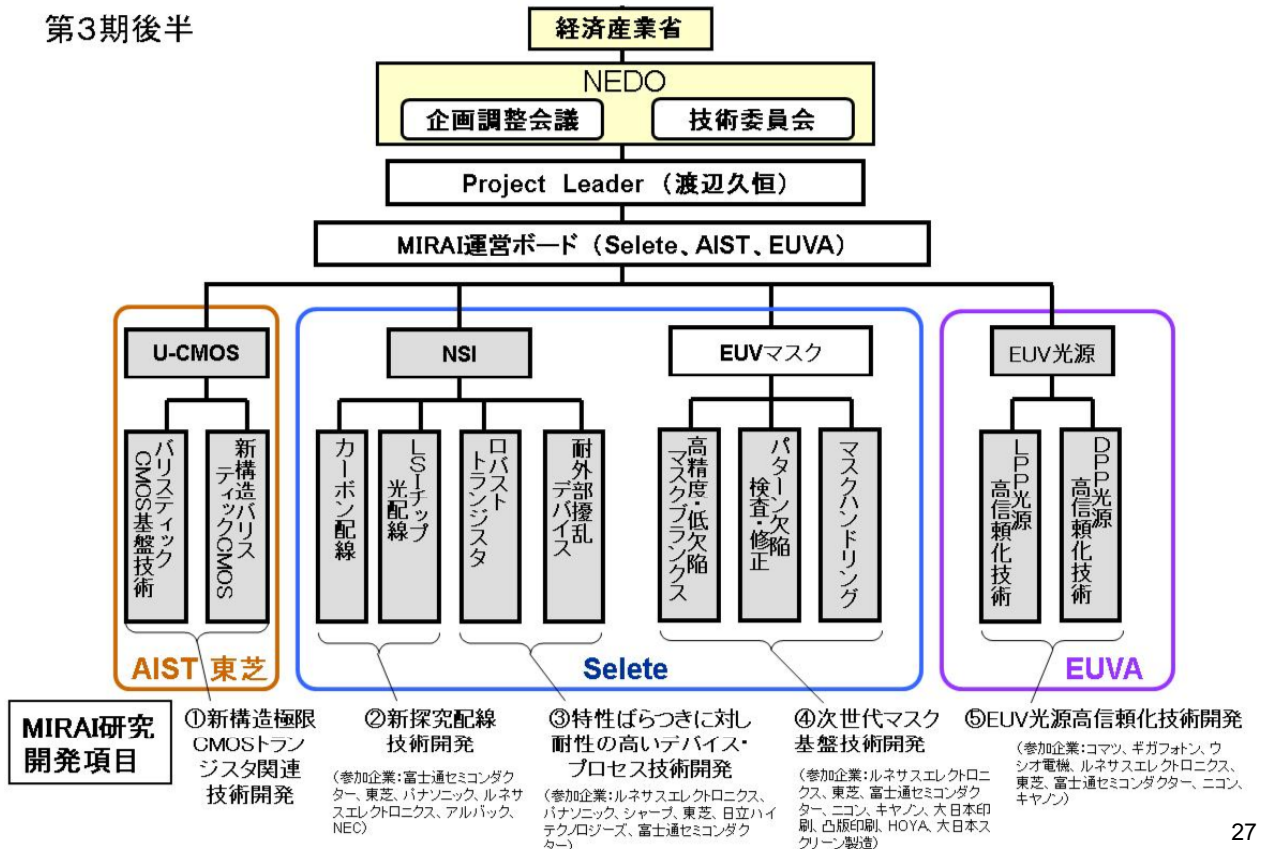 第3期後半
経済産業省
NEDO
企画調整会議
技術委員会
Project Leader（渡辺久恒）
MIRAI運営ボード（Selete、AIST、EUVA）
U-CMOS
NSI
EUVマスク
EUV光源
バリスティック
CMOS基盤技術
新構造バリス
ティックCMOS
カーボン配線
LSIチップ
光配線
ロバスト
トランジスタ
耐外部擾乱
デバイス
高精度・低欠陥
マスクブランクス
パターン欠陥
検査・修正
マスクハンドリング
LPP光源
高信頼化技術
DPP光源
高信頼化技術
AIST 東芝
Selete
EUVA
MIRAI研究
開発項目
①新構造極限
CMOSトラン
ジスタ関連
技術開発
②新探究配線
技術開発
（参加企業：富士通セミコンダク
ター、東芝、パナソニック、ルネサ
スエレクトロニクス、アルバック、
NEC）
③特性ばらつきに対し
耐性の高いデバイス・
プロセス技術開発
（参加企業：ルネサスエレクトロニクス、
パナソニック、シャープ、東芝、日立ハイ
テクノロジーズ、富士通セミコンダク
ター）
④次世代マスク
基盤技術開発
（参加企業：ルネサスエレクトロニ
クス、東芝、富士通セミコンダク
ター、ニコン、キヤノン、大日本印
刷、凸版印刷、HOYA、大日本ス
クリーン製造）
⑤EUV光源高信頼化技術開発
（参加企業：コマツ、ギガフォトン、ウ
シオ電機、ルネサスエレクトロニクス、
東芝、富士通セミコンダクター、ニコン、
キヤノン）
27